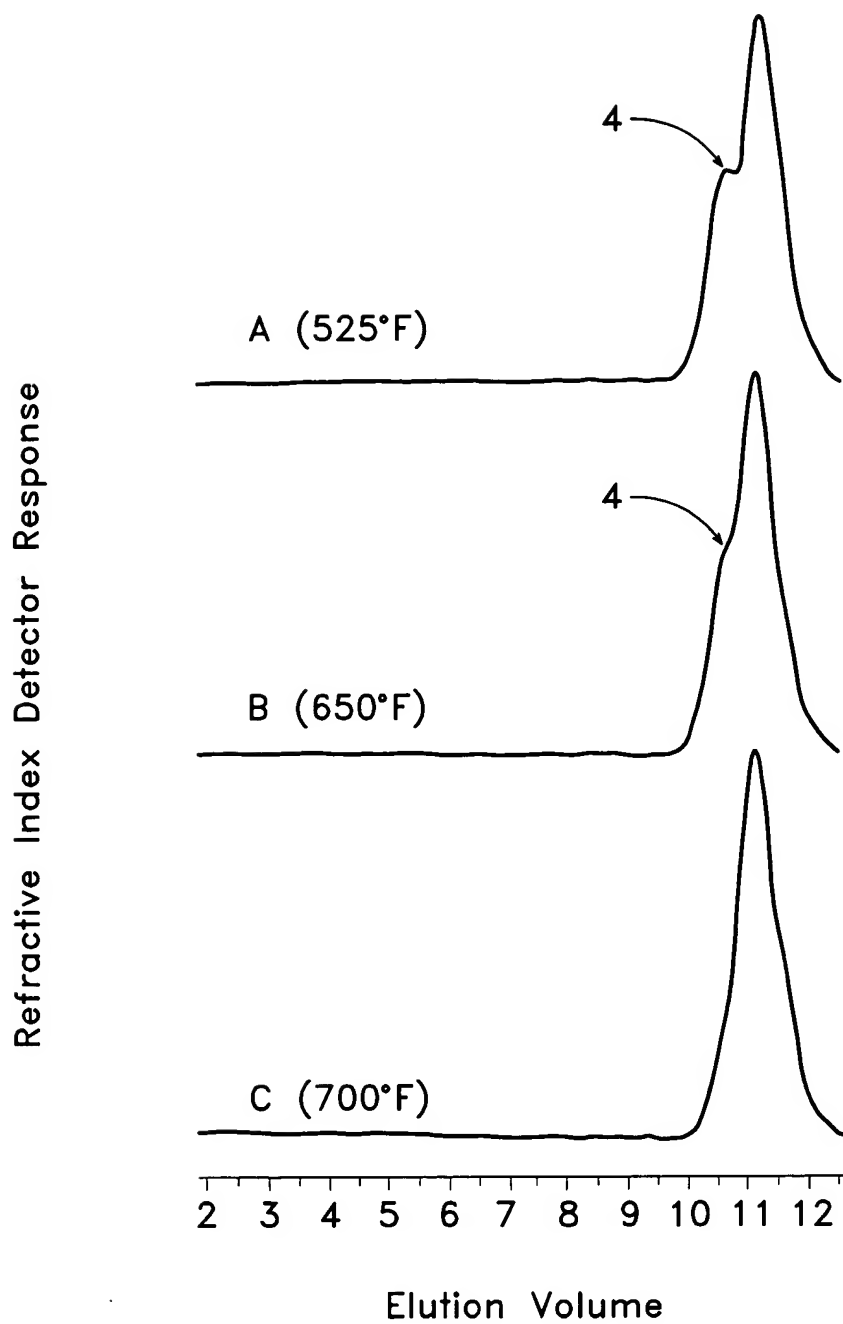 4
A (525°F)
4
B (650°F)
C (700°F)
Refractive Index Detector Response
2 3 4 5 6 7 8 9 10 11 12
Elution Volume